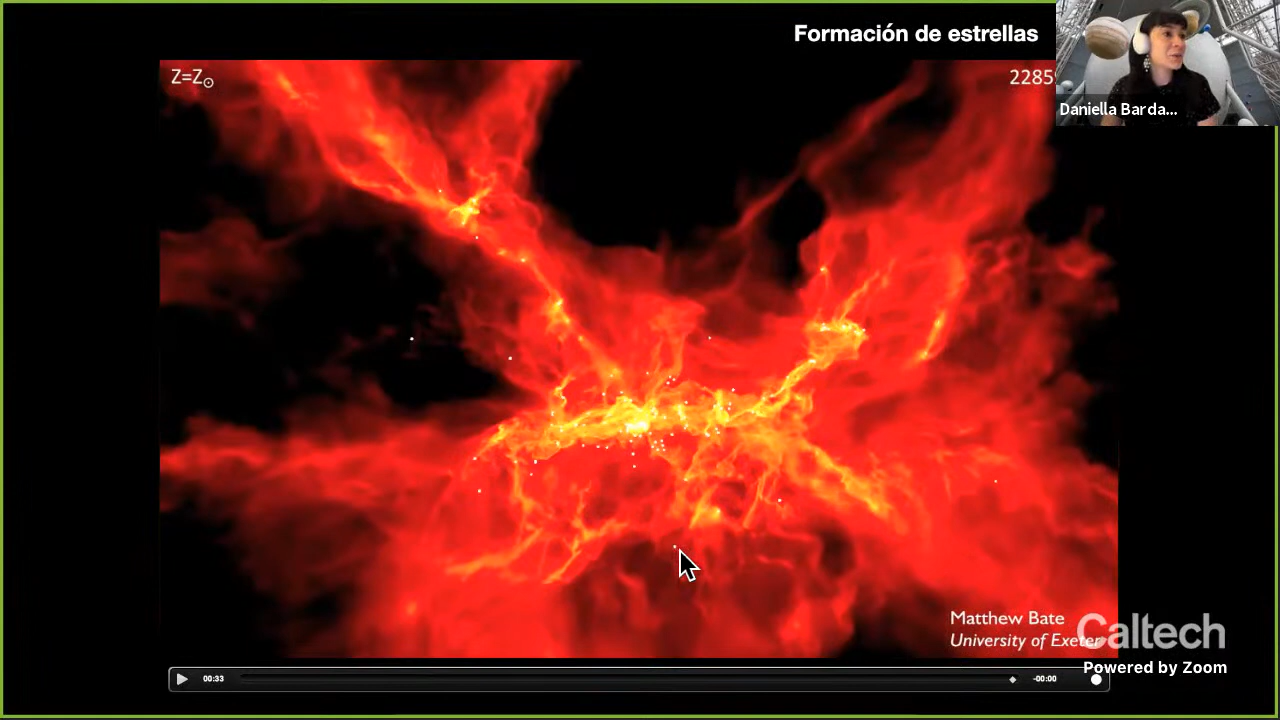 Formación de estrellas
Z=Z☉
2285
Daniella Barda...
Matthew Bate
University of Exeter
Caltech
Powered by Zoom
00:33
-00:00